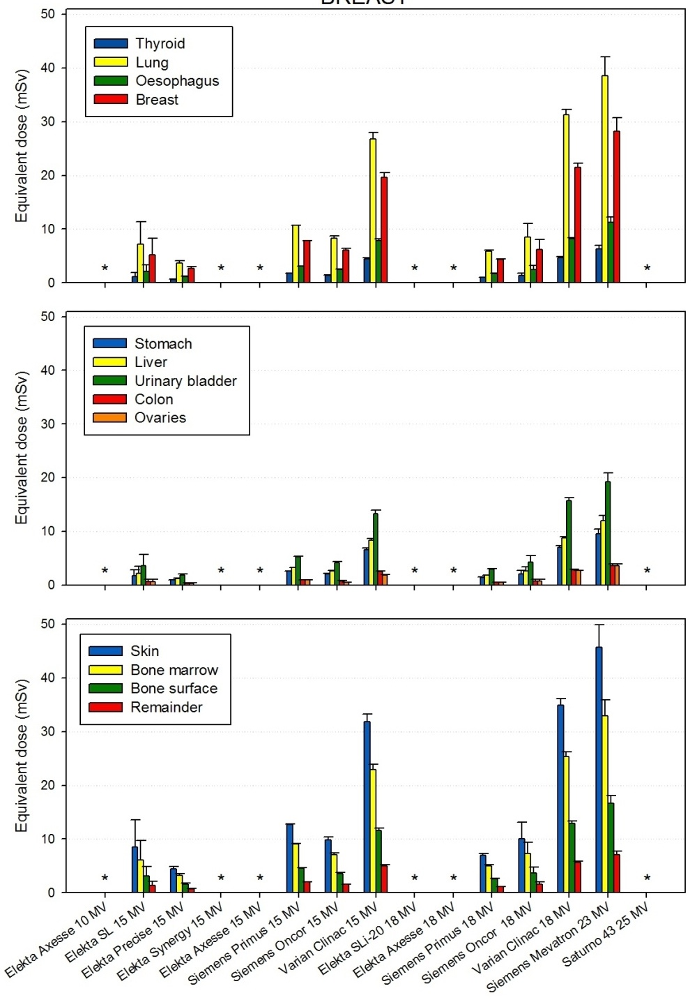 BREAST
50
40
30
20
10
0
Equivalent dose (mSv)
Thyroid
Lung
Oesophagus
Breast
* * * * * *
50
40
30
20
10
0
Equivalent dose (mSv)
Stomach
Liver
Urinary bladder
Colon
Ovaries
* * * * * *
50
40
30
20
10
0
Equivalent dose (mSv)
Skin
Bone marrow
Bone surface
Remainder
* * * * * *
Elekta Axesse 10 MV
Elekta SL 15 MV
Elekta Precise 15 MV
Elekta Synergy 15 MV
Elekta Axesse 15 MV
Siemens Primus 15 MV
Siemens Oncor 15 MV
Varian Clinac 15 MV
Elekta SLi-20 18 MV
Elekta Axesse 18 MV
Siemens Primus 18 MV
Siemens Oncor 18 MV
Varian Clinac 18 MV
Siemens Mevatron 23 MV
Saturno 43 25 MV